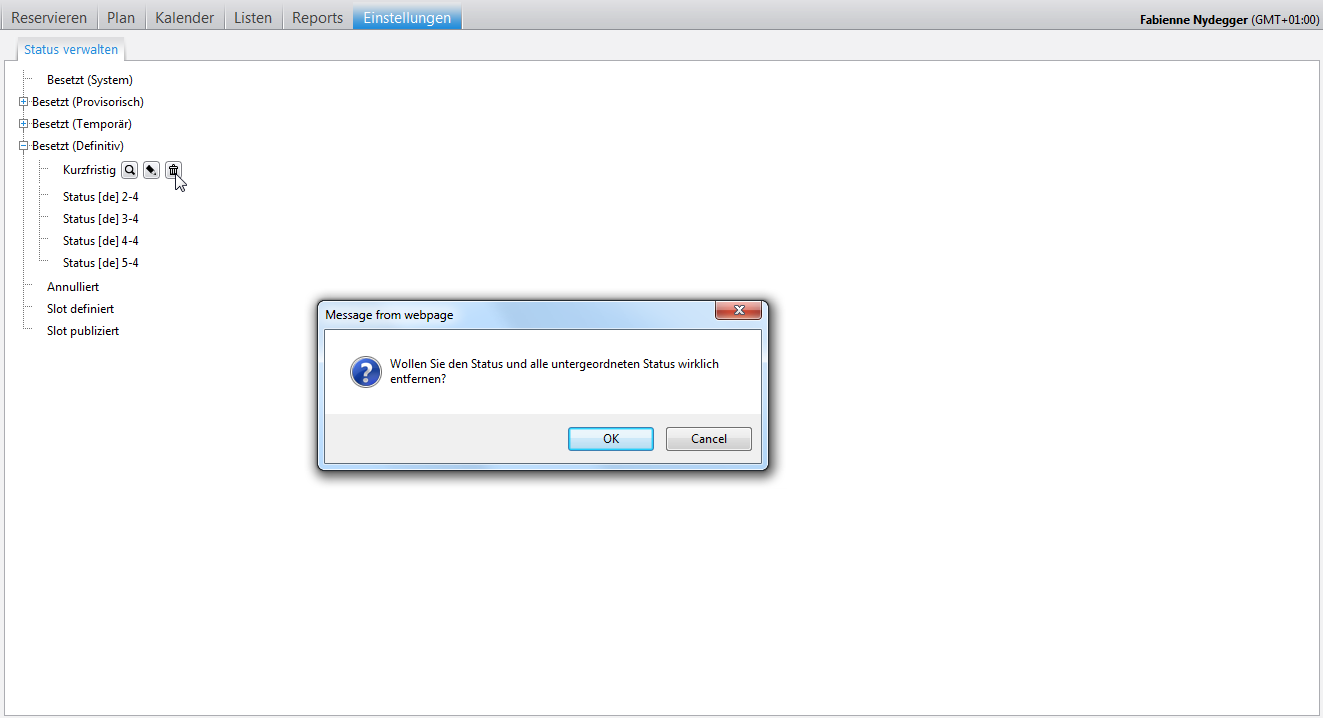 Reservieren Plan Kalender Listen Reports Einstellungen Fabienne Nydegger (GMT+01:00)
Status verwalten
Besetzt (System)
Besetzt (Provisorisch)
Besetzt (Temporär)
Besetzt (Definitiv)
Kurzfristig
Status [de] 2-4
Status [de] 3-4
Status [de] 4-4
Status [de] 5-4
Annulliert
Slot definiert
Slot publiziert
Message from webpage
Wollen Sie den Status und alle untergeordneten Status wirklich
entfernen?
OK Cancel